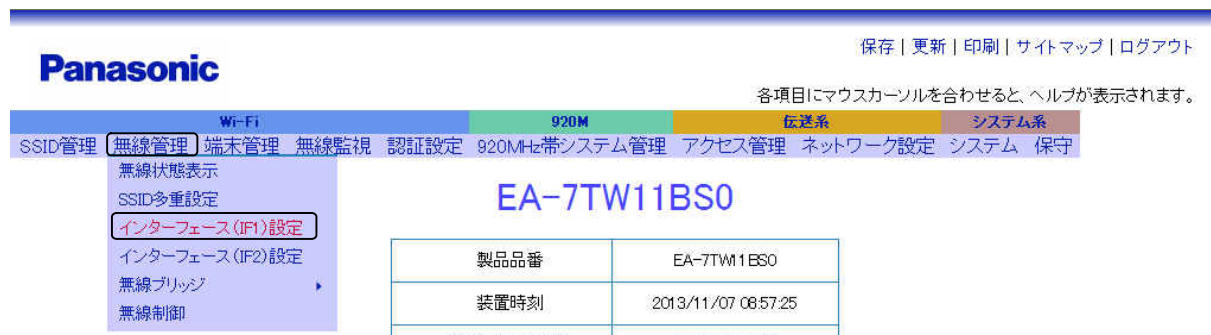 保存 | 更新 | 印刷 | サイトマップ | ログアウト
Panasonic
各項目にマウスカーソルを合わせると、ヘルプが表示されます。
Wi-Fi 920M 伝送系 システム系
SSID管理 無線管理 端末管理 無線監視 認証設定 920MHz帯システム管理 アクセス管理 ネットワーク設定 システム 保守
無線状態表示
SSID多重設定
インターフェース(IF1)設定
インターフェース(IF2)設定
無線ブリッジ
無線制御
EA-7TW11BS0
製品品番 EA-7TW11BS0
装置時刻 2013/11/07 08:57:25